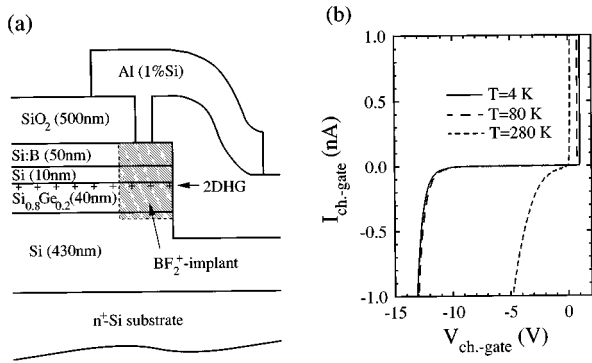 (a)
Al (1%Si)
SiO₂ (500nm)
Si:B (50nm)
Si (10nm)
+ + + + + + + + + + + +
2DHG
Si₀.₈Ge₀.₂(40nm)
Si (430nm)
BF₂⁺-implant
n⁺-Si substrate
(b)
1.0
0.5
0.0
-0.5
-1.0
I ch.-gate (nA)
T=4 K
T=80 K
T=280 K
-15 -10 -5 0
V ch.-gate (V)